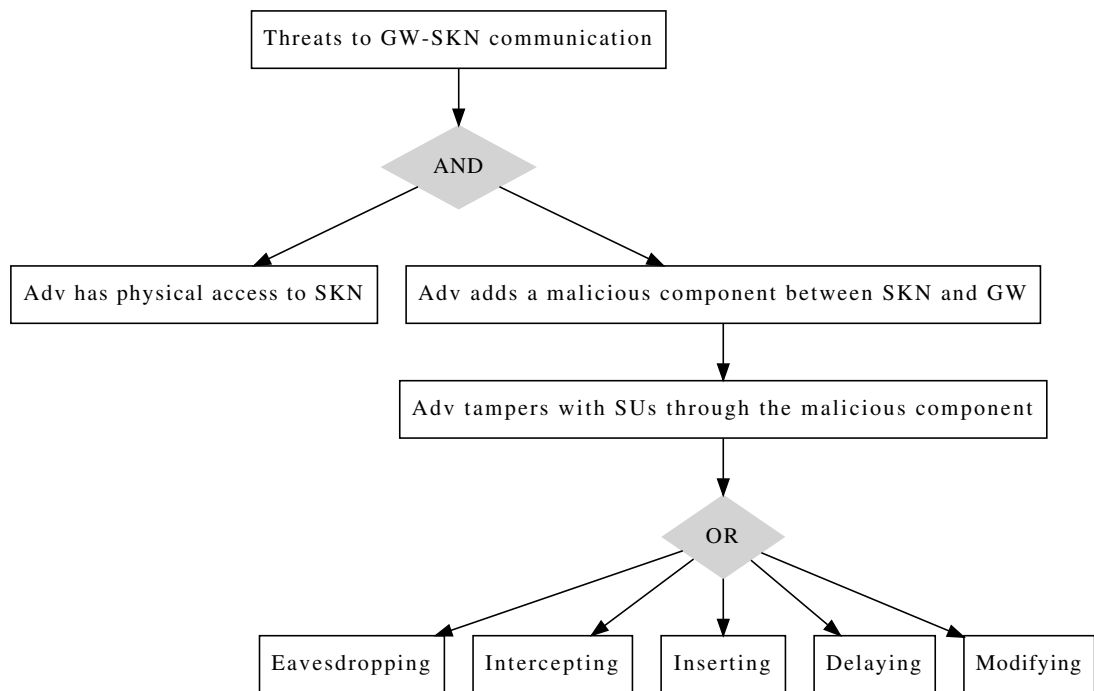 Threats to GW-SKN communication
AND
Adv has physical access to SKN
Adv adds a malicious component between SKN and GW
Adv tampers with SUs through the malicious component
OR
Eavesdropping
Intercepting
Inserting
Delaying
Modifying